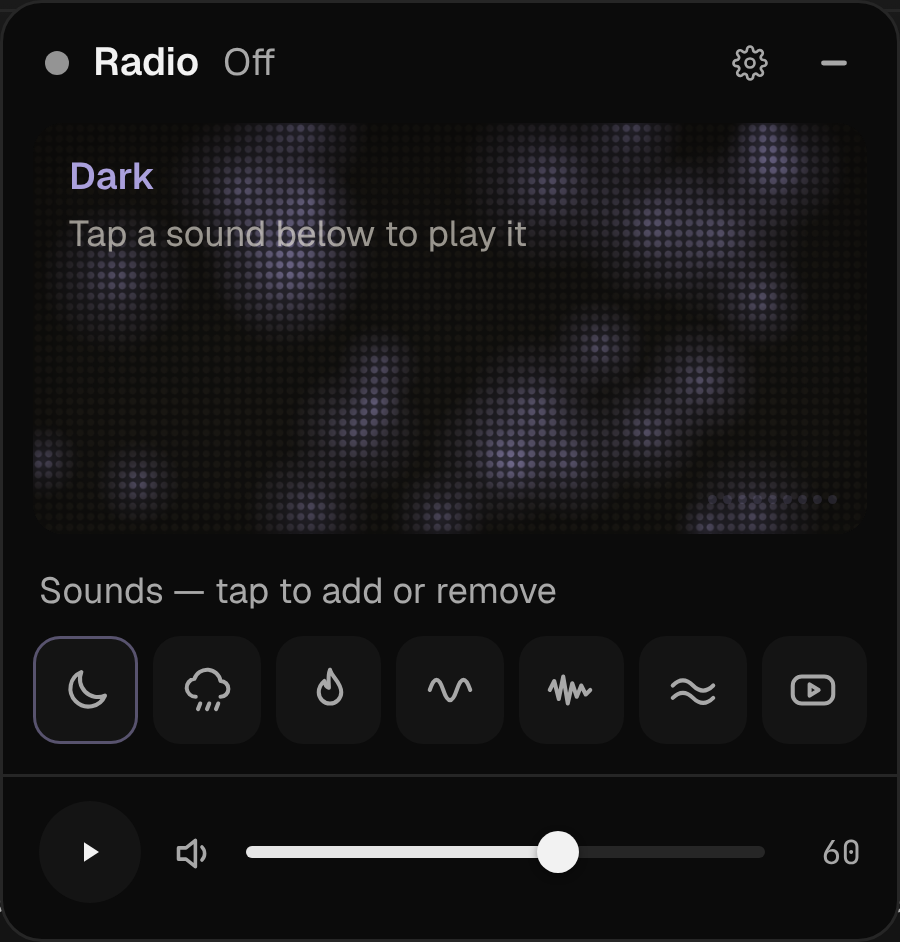 Radio Off
Dark
Tap a sound below to play it
Sounds — tap to add or remove
60